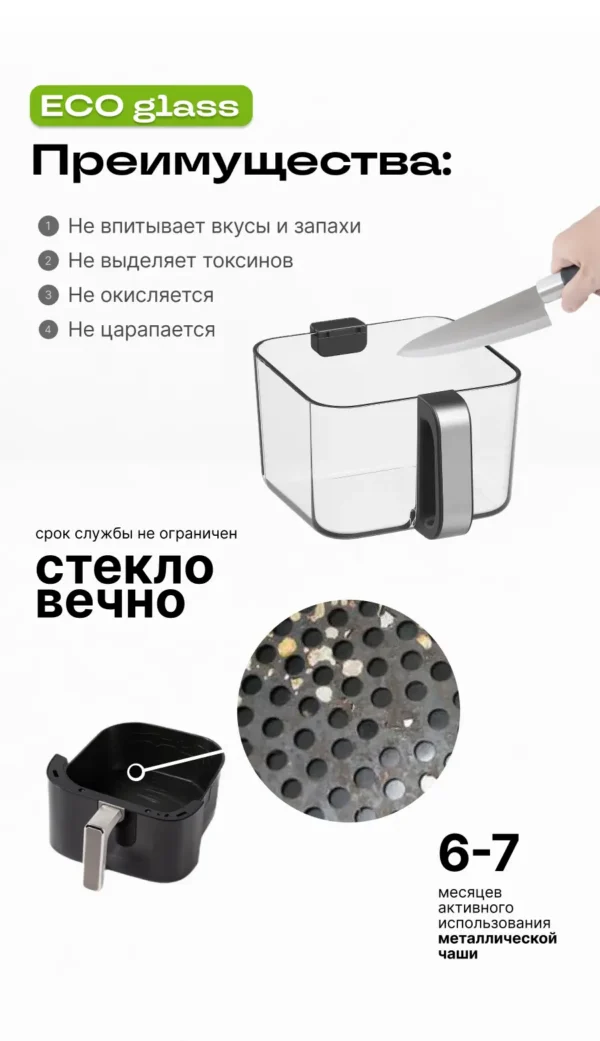 ECO glass
Преимущества:
1 Не впитывает вкусы и запахи
2 Не выделяет токсинов
3 Не окисляется
4 Не царапается
срок службы не ограничен
стекло
вечно
6-7
месяцев
активного
использования
металлической
чаши